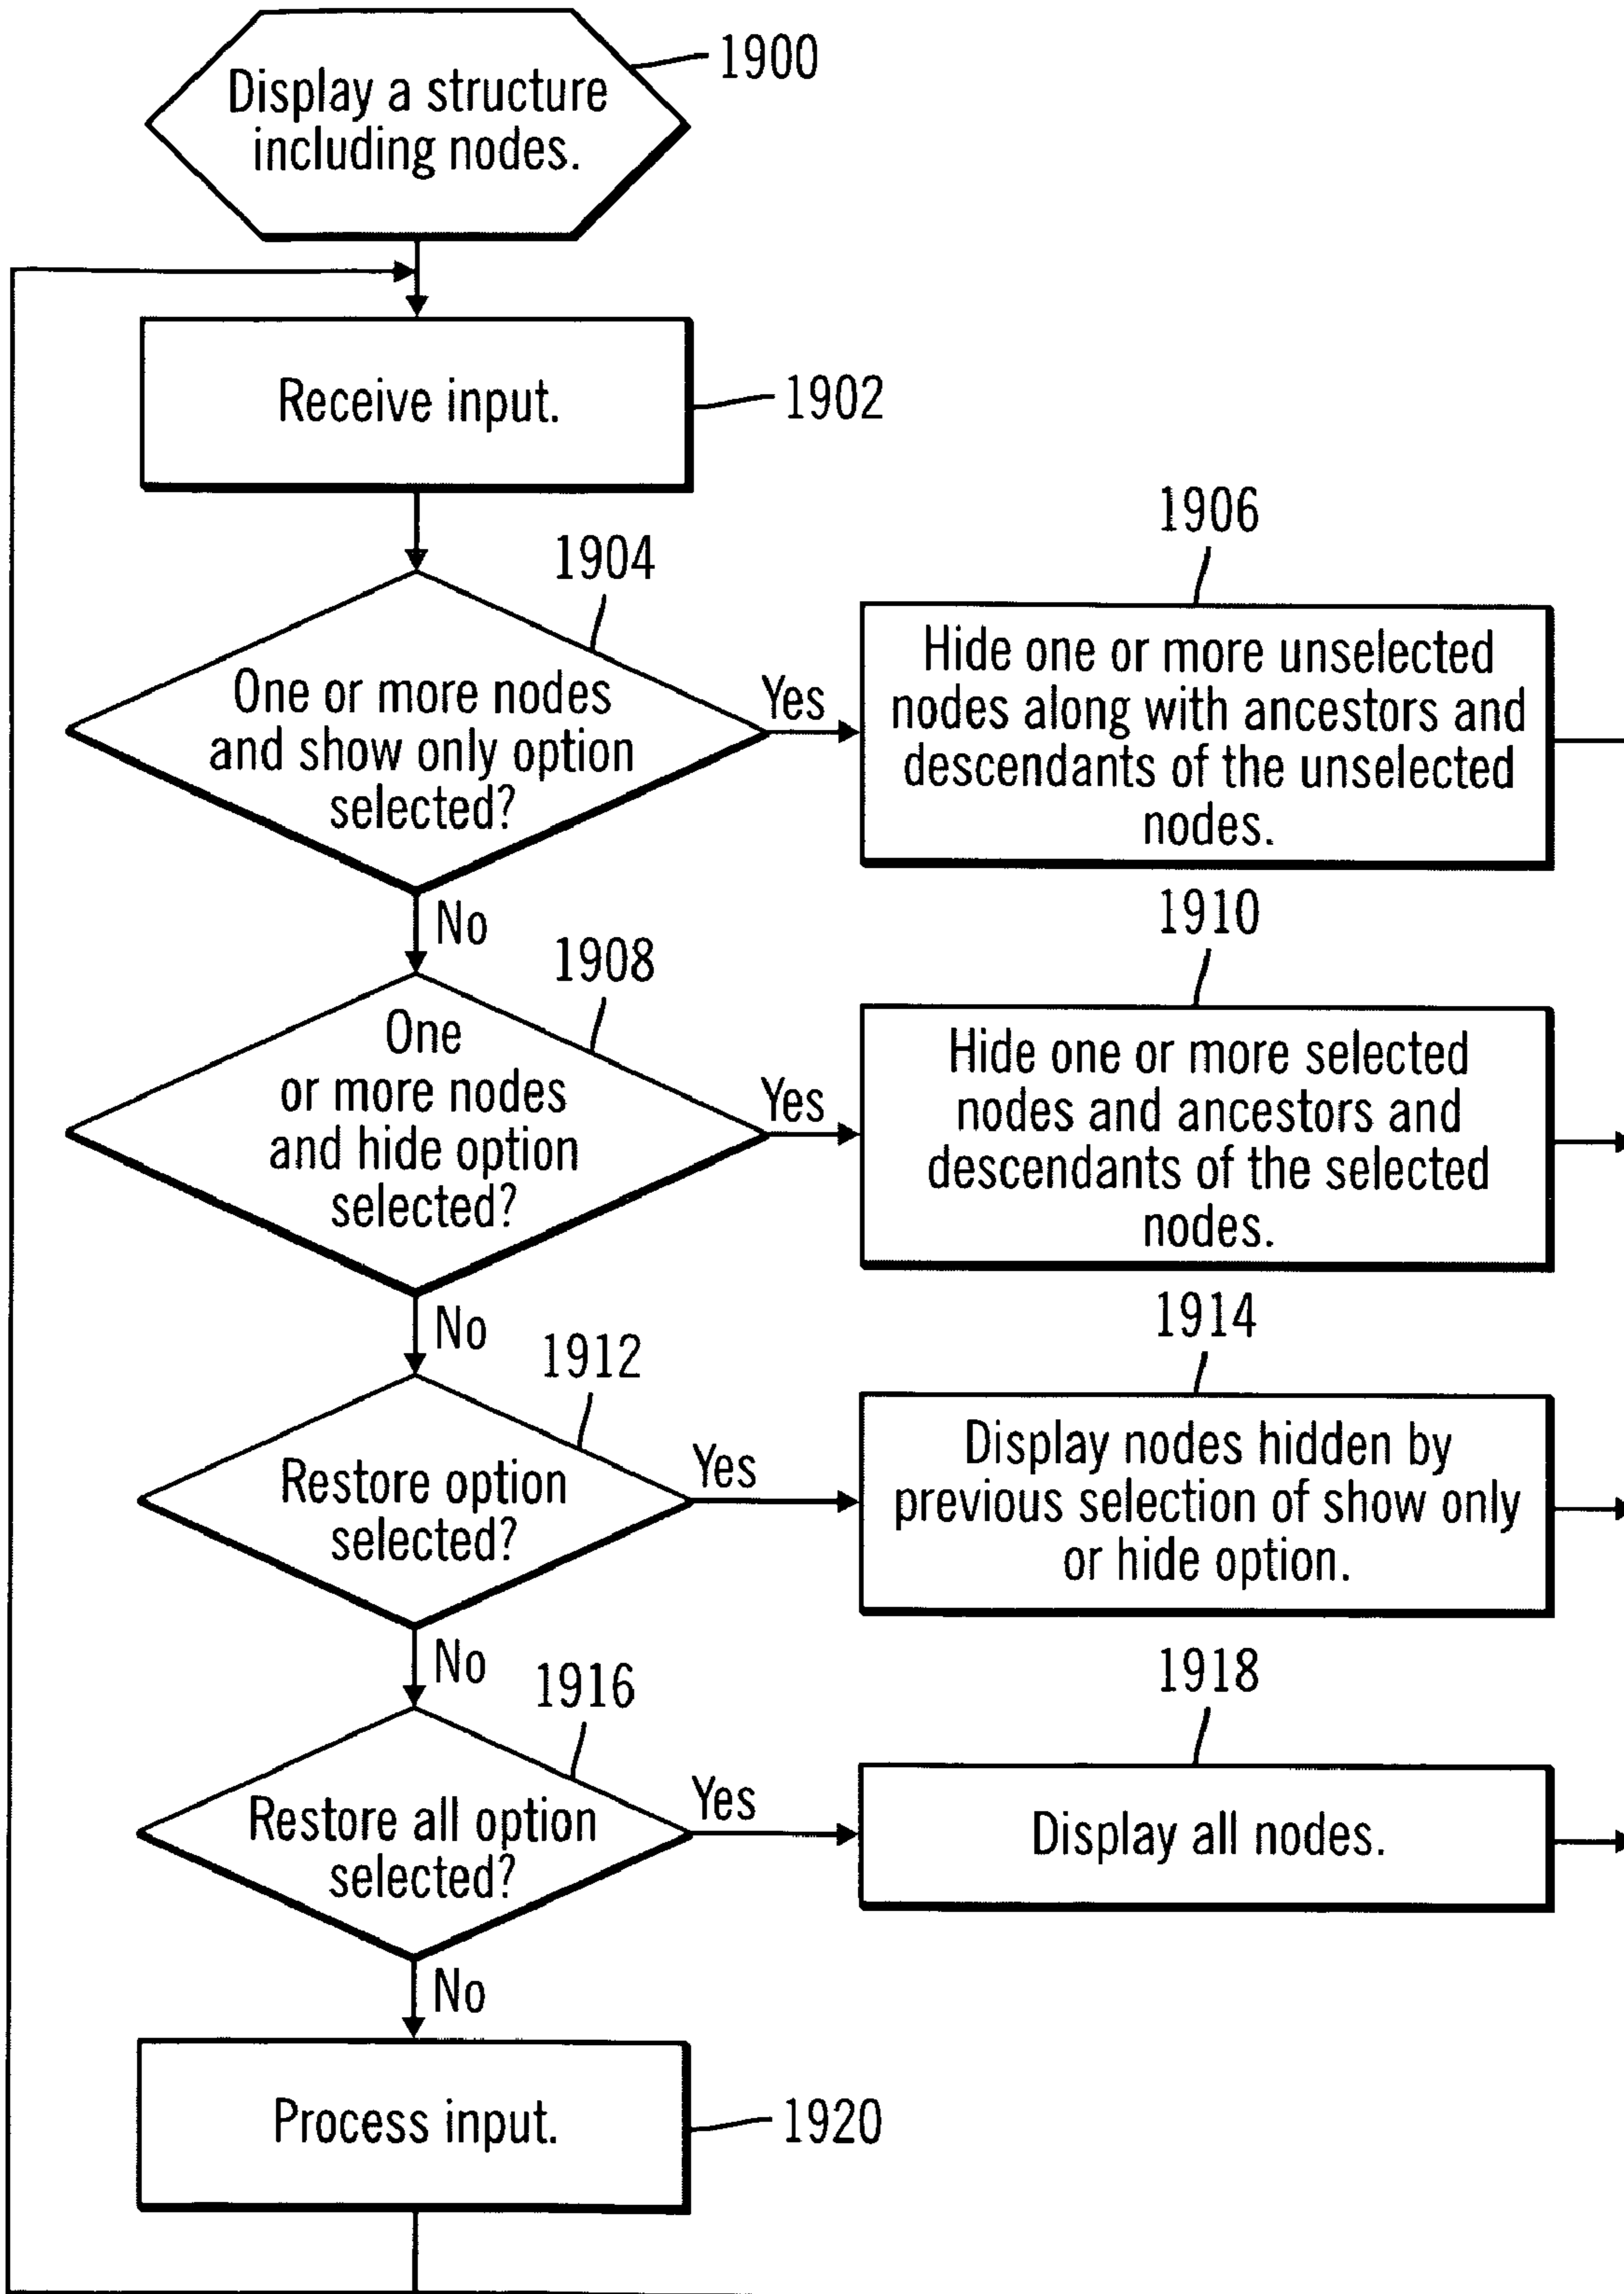 1900
Display a structure
including nodes.
Receive input.
1902
1904
One or more nodes
and show only option
selected?
Yes
1906
Hide one or more unselected
nodes along with ancestors and
descendants of the unselected
nodes.
No
1908
One
or more nodes
and hide option
selected?
Yes
1910
Hide one or more selected
nodes and ancestors and
descendants of the selected
nodes.
No
1912
Restore option
selected?
Yes
1914
Display nodes hidden by
previous selection of show only
or hide option.
No
1916
Restore all option
selected?
Yes
1918
Display all nodes.
No
Process input.
1920